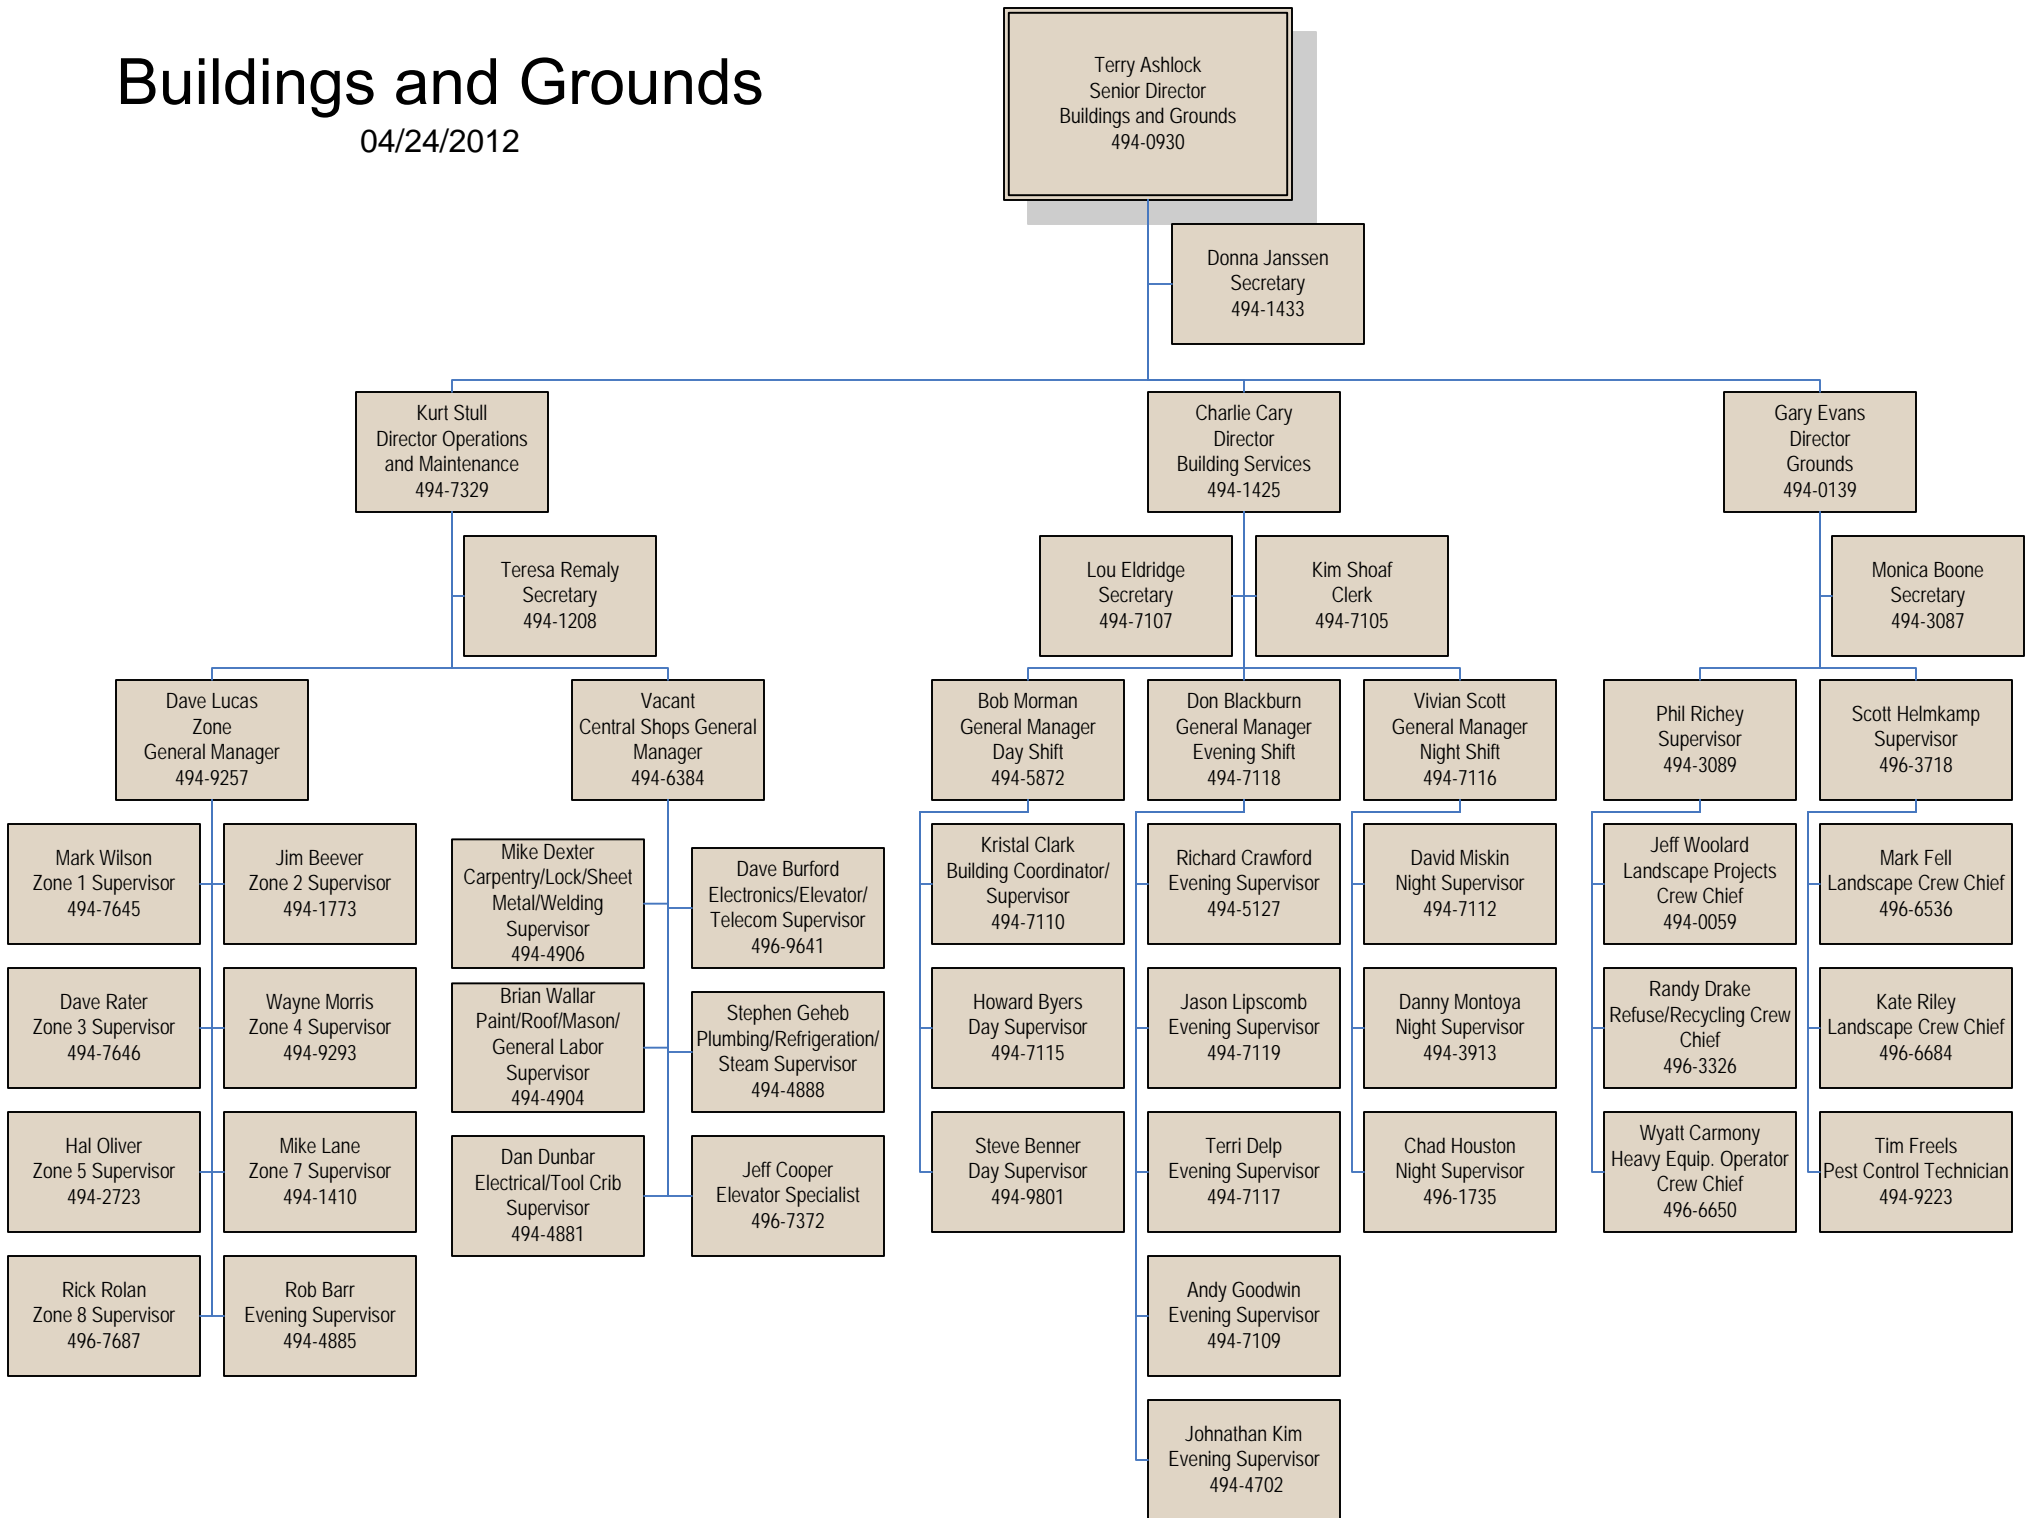 Buildings and Grounds
04/24/2012
Terry Ashlock
Senior Director
Buildings and Grounds
494-0930
Donna Janssen
Secretary
494-1433
Kurt Stull
Director Operations
and Maintenance
494-7329
Charlie Cary
Director
Building Services
494-1425
Gary Evans
Director
Grounds
494-0139
Teresa Remaly
Secretary
494-1208
Lou Eldridge
Secretary
494-7107
Kim Shoaf
Clerk
494-7105
Monica Boone
Secretary
494-3087
Dave Lucas
Zone
General Manager
494-9257
Vacant
Central Shops General
Manager
494-6384
Bob Morman
General Manager
Day Shift
494-5872
Don Blackburn
General Manager
Evening Shift
494-7118
Vivian Scott
General Manager
Night Shift
494-7116
Phil Richey
Supervisor
494-3089
Scott Helmkamp
Supervisor
496-3718
Mark Wilson
Zone 1 Supervisor
494-7645
Jim Beever
Zone 2 Supervisor
494-1773
Mike Dexter
Carpentry/Lock/Sheet
Metal/Welding
Supervisor
494-4906
Dave Burford
Electronics/Elevator/
Telecom Supervisor
496-9641
Kristal Clark
Building Coordinator/
Supervisor
494-7110
Richard Crawford
Evening Supervisor
494-5127
David Miskin
Night Supervisor
494-7112
Jeff Woolard
Landscape Projects
Crew Chief
494-0059
Mark Fell
Landscape Crew Chief
496-6536
Dave Rater
Zone 3 Supervisor
494-7646
Wayne Morris
Zone 4 Supervisor
494-9293
Brian Wallar
Paint/Roof/Mason/
General Labor
Supervisor
494-4904
Stephen Geheb
Plumbing/Refrigeration/
Steam Supervisor
494-4888
Howard Byers
Day Supervisor
494-7115
Jason Lipscomb
Evening Supervisor
494-7119
Danny Montoya
Night Supervisor
494-3913
Randy Drake
Refuse/Recycling Crew
Chief
496-3326
Kate Riley
Landscape Crew Chief
496-6684
Hal Oliver
Zone 5 Supervisor
494-2723
Mike Lane
Zone 7 Supervisor
494-1410
Dan Dunbar
Electrical/Tool Crib
Supervisor
494-4881
Jeff Cooper
Elevator Specialist
496-7372
Steve Benner
Day Supervisor
494-9801
Terri Delp
Evening Supervisor
494-7117
Chad Houston
Night Supervisor
496-1735
Wyatt Carmony
Heavy Equip. Operator
Crew Chief
496-6650
Tim Freels
Pest Control Technician
494-9223
Rick Rolan
Zone 8 Supervisor
496-7687
Rob Barr
Evening Supervisor
494-4885
Andy Goodwin
Evening Supervisor
494-7109
Johnathan Kim
Evening Supervisor
494-4702